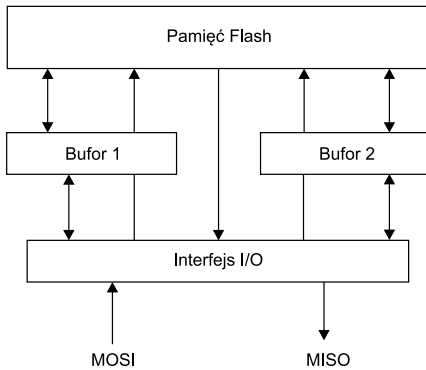 Pamięć Flash
Bufor 1
Bufor 2
Interfejs I/O
MOSI
MISO